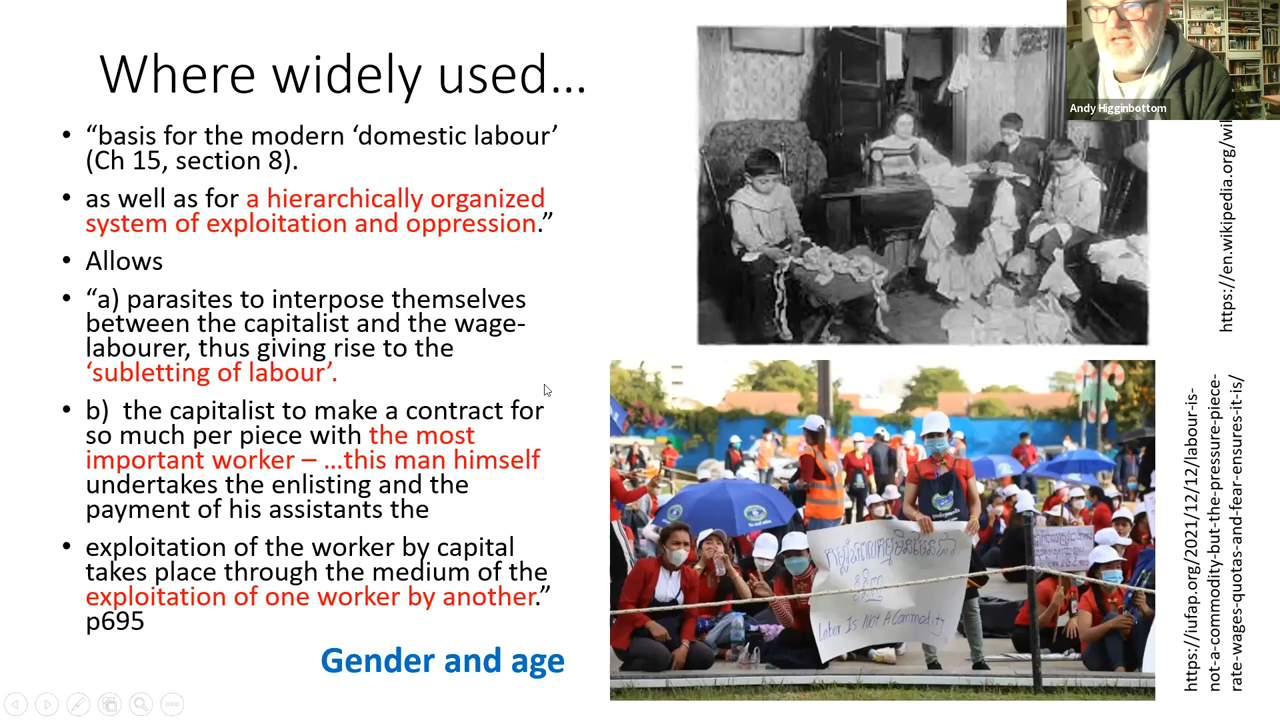 Where widely used...
• “basis for the modern ‘domestic labour’
(Ch 15, section 8).
• as well as for a hierarchically organized
system of exploitation and oppression.”
• Allows
• “a) parasites to interpose themselves
between the capitalist and the wage-
labourer, thus giving rise to the
‘subletting of labour’.
• b)  the capitalist to make a contract for
so much per piece with the most
important worker – …this man himself
undertakes the enlisting and the
payment of his assistants the
• exploitation of the worker by capital
takes place through the medium of the
exploitation of one worker by another.”
p695
Gender and age
Andy Higginbottom
https://en.wikipedia.org/wil
Labor Is Not A Commodity
https://iufap.org/2021/12/12/labour-is-
not-a-commodity-but-the-pressure-piece-
rate-wages-quotas-and-fear-ensures-it-is/